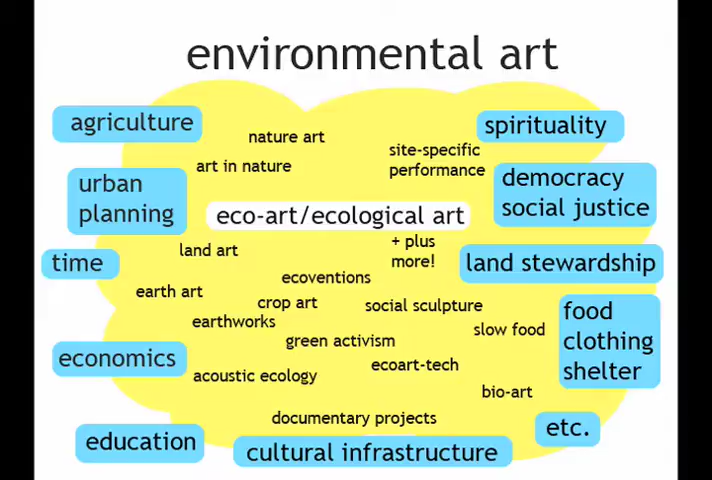 environmental art
agriculture
nature art
spirituality
site-specific
performance
art in nature
urban
planning
democracy
social justice
eco-art/ecological art
land art
+ plus
more!
time
land stewardship
ecoventions
earth art
crop art
social sculpture
earthworks
green activism
slow food
food
clothing
shelter
economics
acoustic ecology
ecoart-tech
bio-art
documentary projects
etc.
education
cultural infrastructure